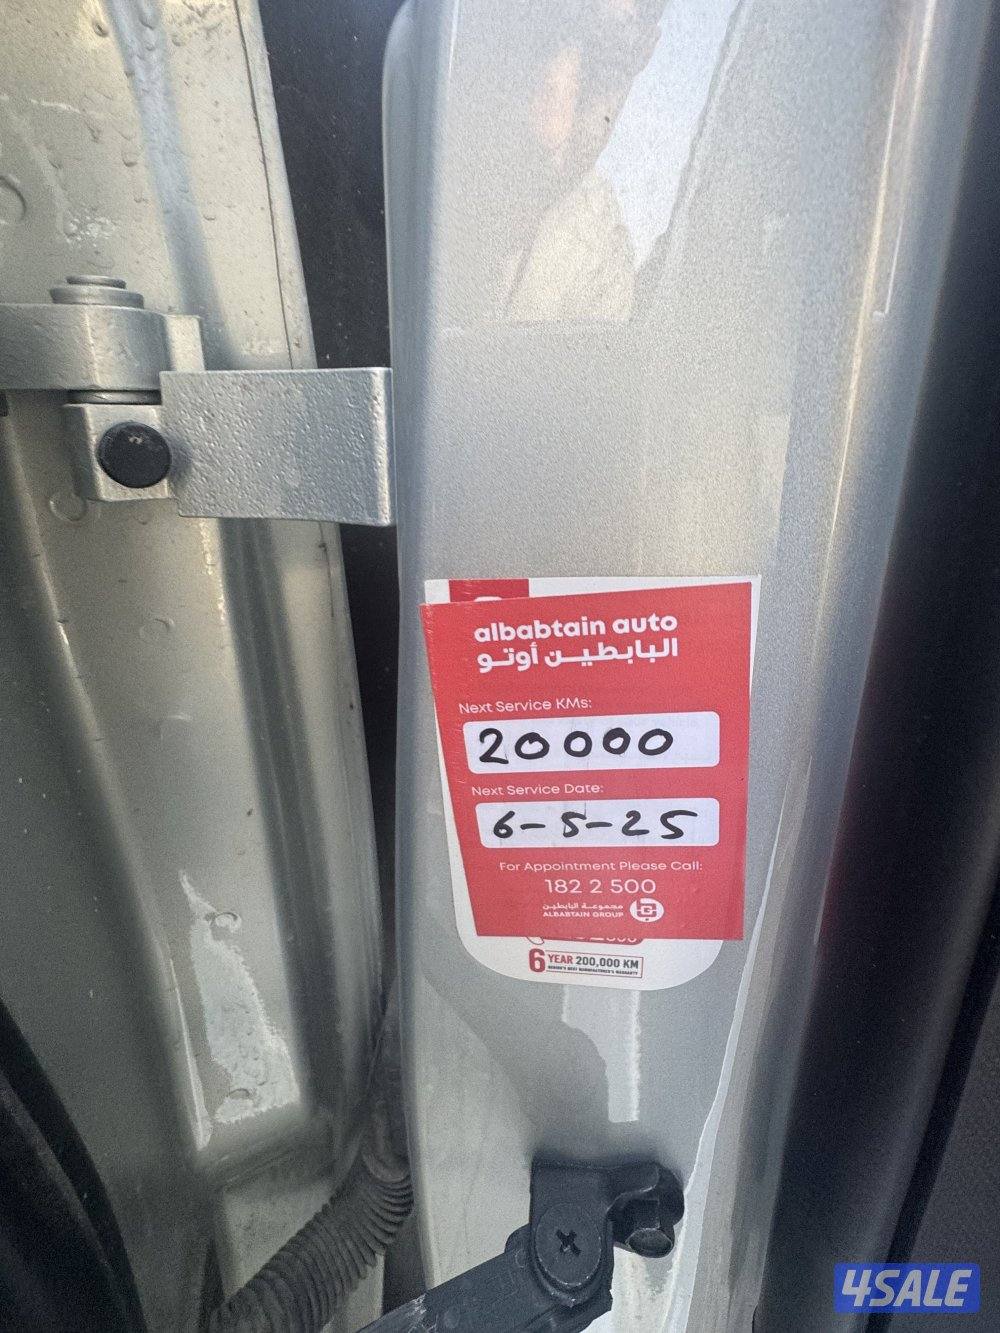 albabtain auto
البابطين أوتو
Next Service KMs:
20000
Next Service Date:
6-5-25
For Appointment Please Call:
182 2 500
مجموعة البابطين
ALBABTAIN GROUP
6 YEAR 200,000 KM
4SALE